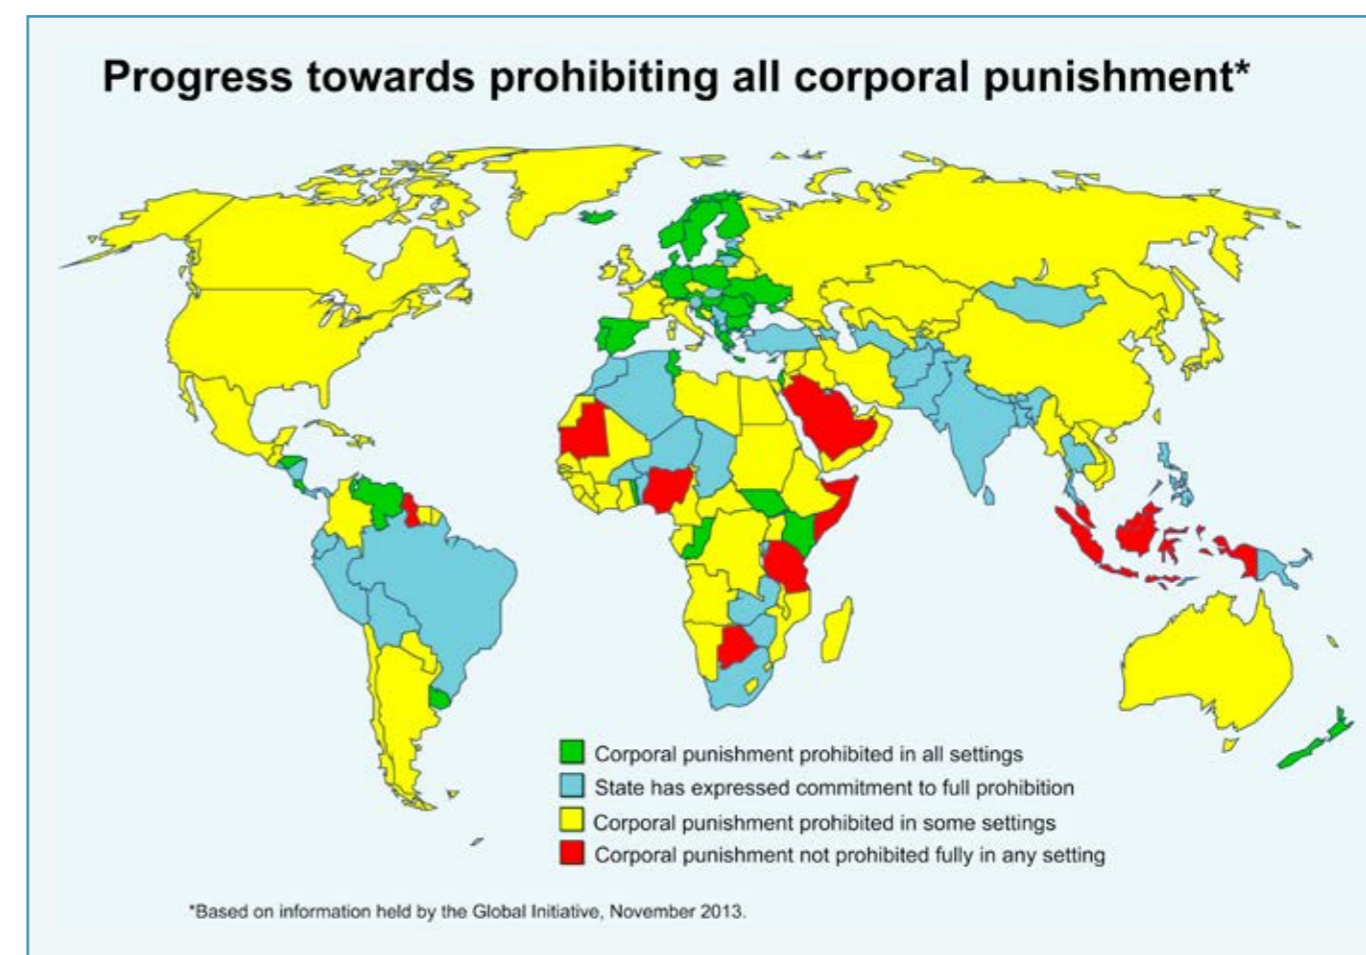 Progress towards prohibiting all corporal punishment*
Corporal punishment prohibited in all settings
State has expressed commitment to full prohibition
Corporal punishment prohibited in some settings
Corporal punishment not prohibited fully in any setting
*Based on information held by the Global Initiative, November 2013.